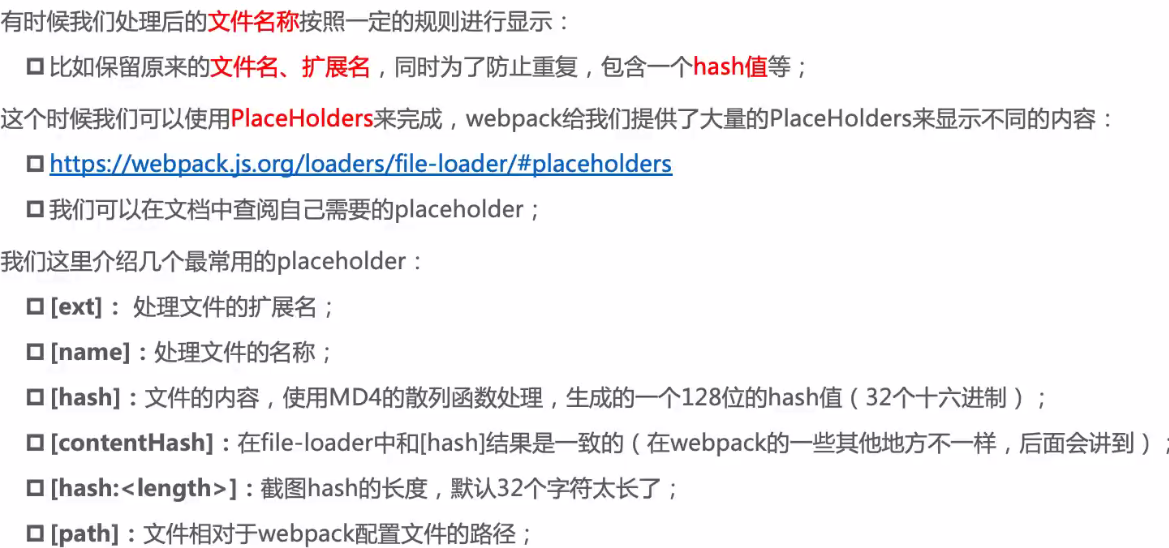 有时候我们处理后的文件名称按照一定的规则进行显示：
比如保留原来的文件名、扩展名，同时为了防止重复，包含一个hash值等；
这个时候我们可以使用PlaceHolders来完成，webpack给我们提供了大量的PlaceHolders来显示不同的内容：
https://webpack.js.org/loaders/file-loader/#placeholders
我们可以在文档中查阅自己需要的placeholder；
我们这里介绍几个最常用的placeholder：
[ext]： 处理文件的扩展名；
[name]：处理文件的名称；
[hash]：文件的内容，使用MD4的散列函数处理，生成的一个128位的hash值（32个十六进制）；
[contentHash]：在file-loader中和[hash]结果是一致的（在webpack的一些其他地方不一样，后面会讲到）；
[hash:<length>]：截图hash的长度，默认32个字符太长了；
[path]：文件相对于webpack配置文件的路径；